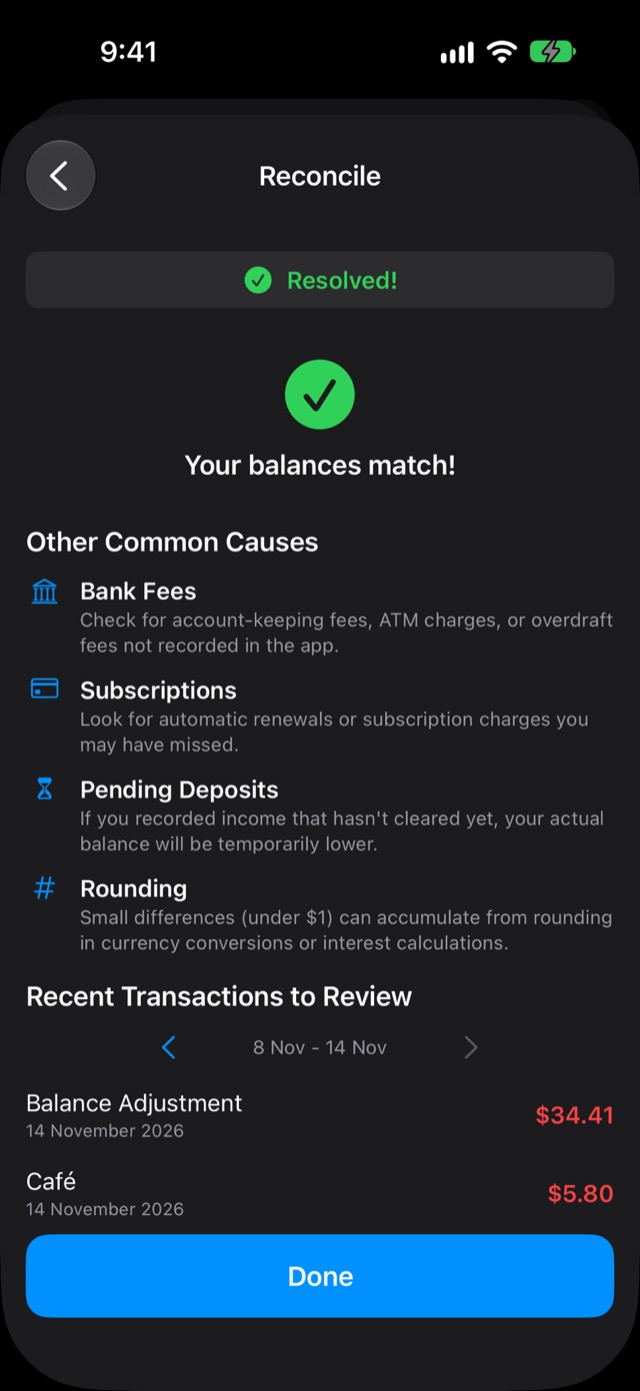 9:41
Reconcile
Resolved!
Your balances match!
Other Common Causes
Bank Fees
Check for account-keeping fees, ATM charges, or overdraft
fees not recorded in the app.
Subscriptions
Look for automatic renewals or subscription charges you
may have missed.
Pending Deposits
If you recorded income that hasn't cleared yet, your actual
balance will be temporarily lower.
Rounding
Small differences (under $1) can accumulate from rounding
in currency conversions or interest calculations.
Recent Transactions to Review
8 Nov - 14 Nov
Balance Adjustment
$34.41
14 November 2026
Café
$5.80
14 November 2026
Done